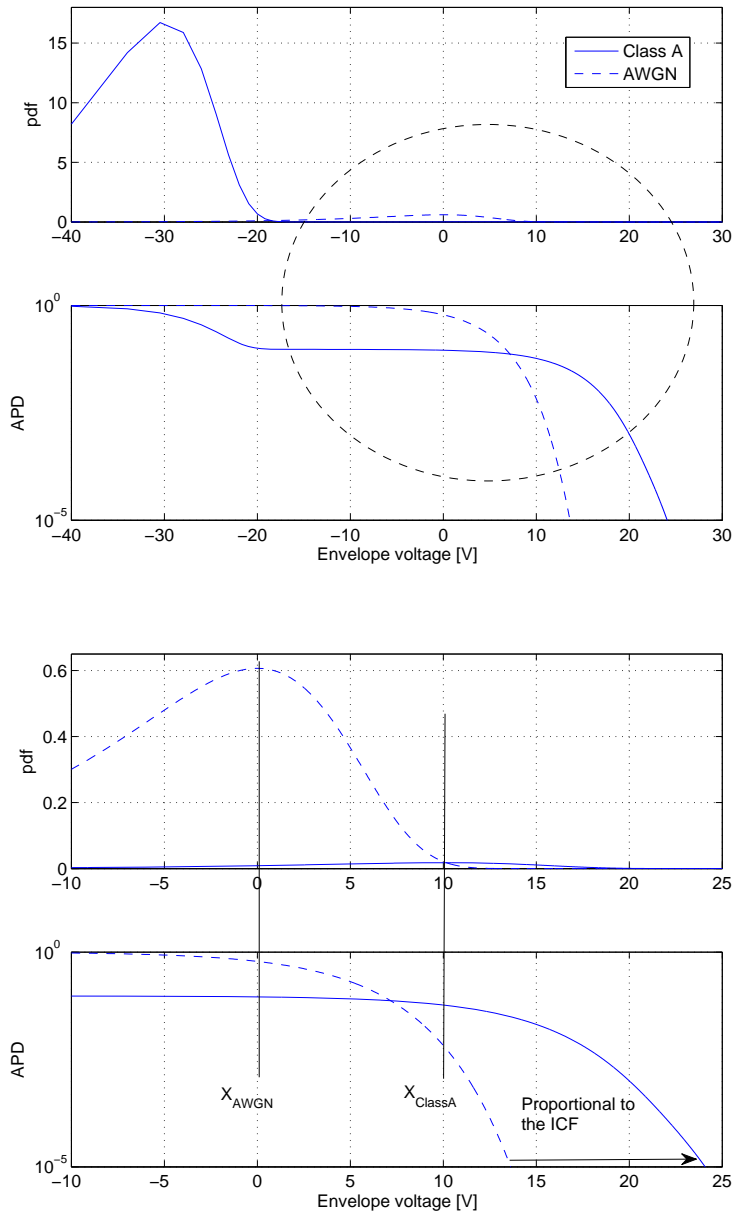 15
10
5
0
pdf
−40 −30 −20 −10 0 10 20 30
Class A
AWGN
10^0
10^−5
APD
−40 −30 −20 −10 0 10 20 30
Envelope voltage [V]
0.6
0.4
0.2
0
pdf
−10 −5 0 5 10 15 20 25
10^0
10^−5
APD
X_AWGN
X_ClassA
Proportional to
the ICF
−10 −5 0 5 10 15 20 25
Envelope voltage [V]